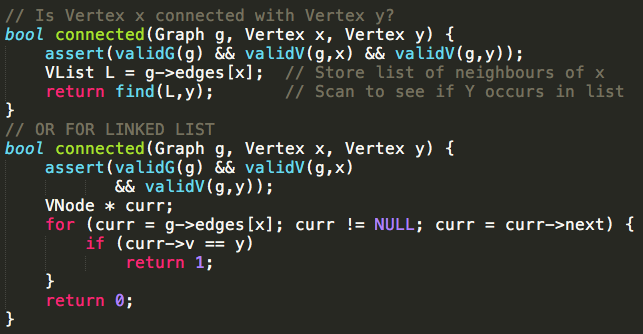 // Is Vertex x connected with Vertex y?
bool connected(Graph g, Vertex x, Vertex y) {
    assert(validG(g) && validV(g,x) && validV(g,y));
    VList L = g->edges[x];  // Store list of neighbours of x
    return find(L,y);       // Scan to see if Y occurs in list
}
// OR FOR LINKED LIST
bool connected(Graph g, Vertex x, Vertex y) {
    assert(validG(g) && validV(g,x)
           && validV(g,y));
    VNode * curr;
    for (curr = g->edges[x]; curr != NULL; curr = curr->next) {
        if (curr->v == y)
            return 1;
    }
    return 0;
}